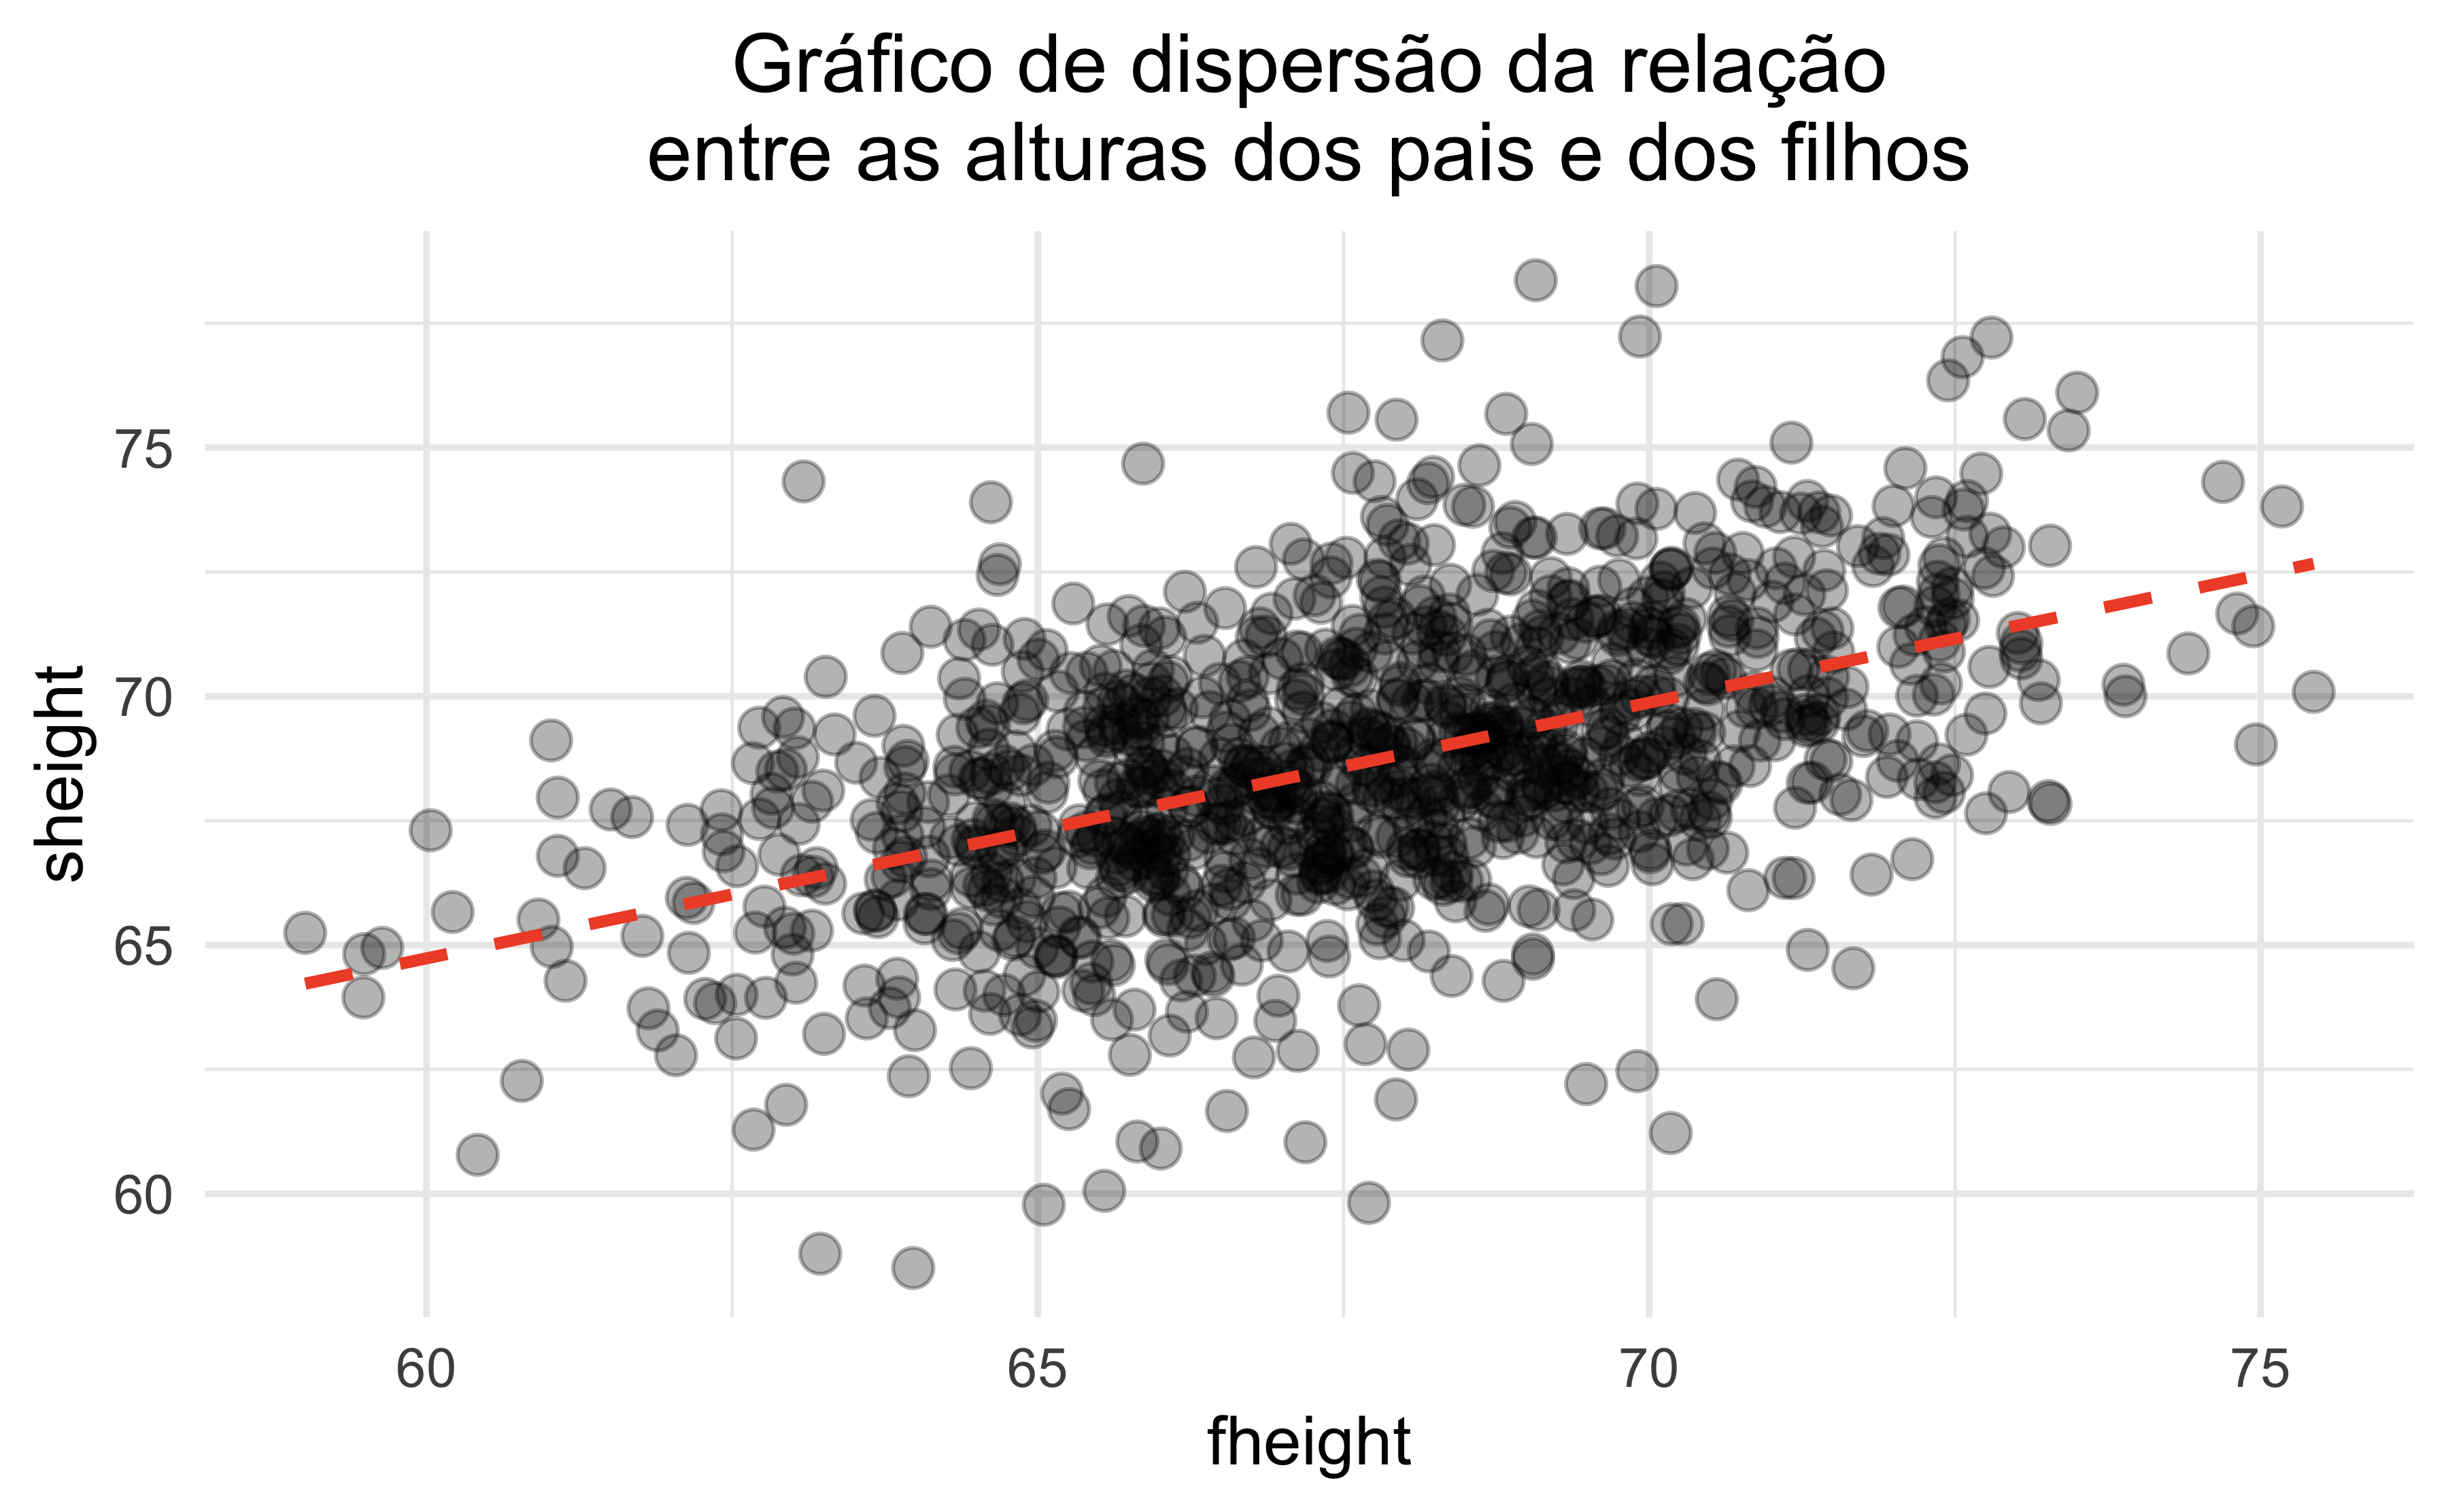 Gráfico de dispersão da relação
entre as alturas dos pais e dos filhos
sheight
75
70
65
60
60
65
70
75
fheight